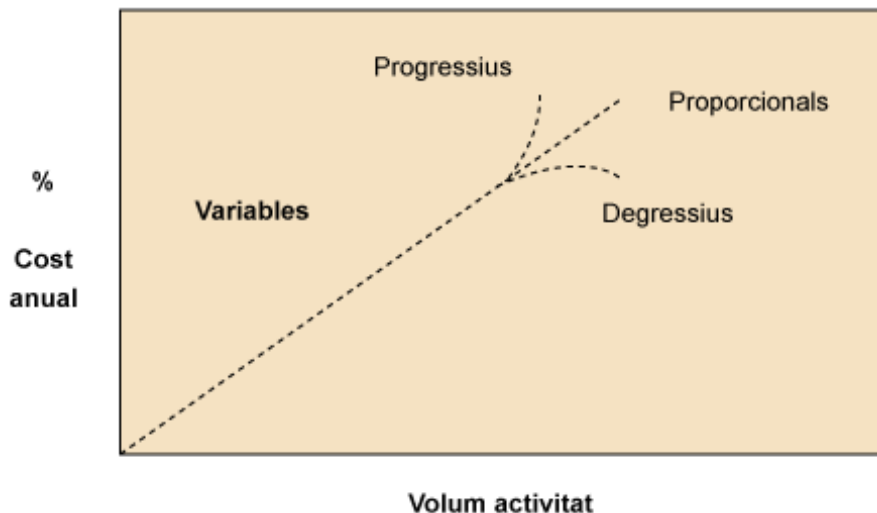 Progressius
Proporcionals
%
Variables
Degressius
Cost
anual
Volum activitat